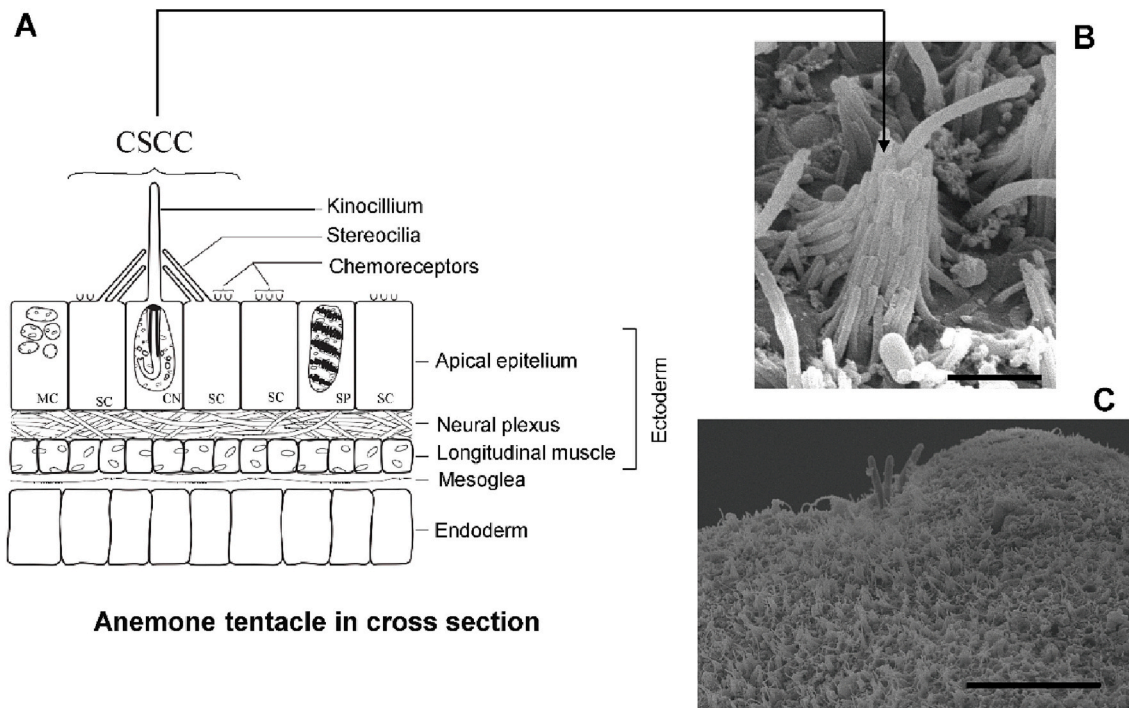 A
B
CSCC
Kinocillium
Stereocilia
Chemoreceptors
MC SC CN SC SC SP SC
Apical epitelium
Neural plexus
Longitudinal muscle
Ectoderm
Mesoglea
Endoderm
C
Anemone tentacle in cross section